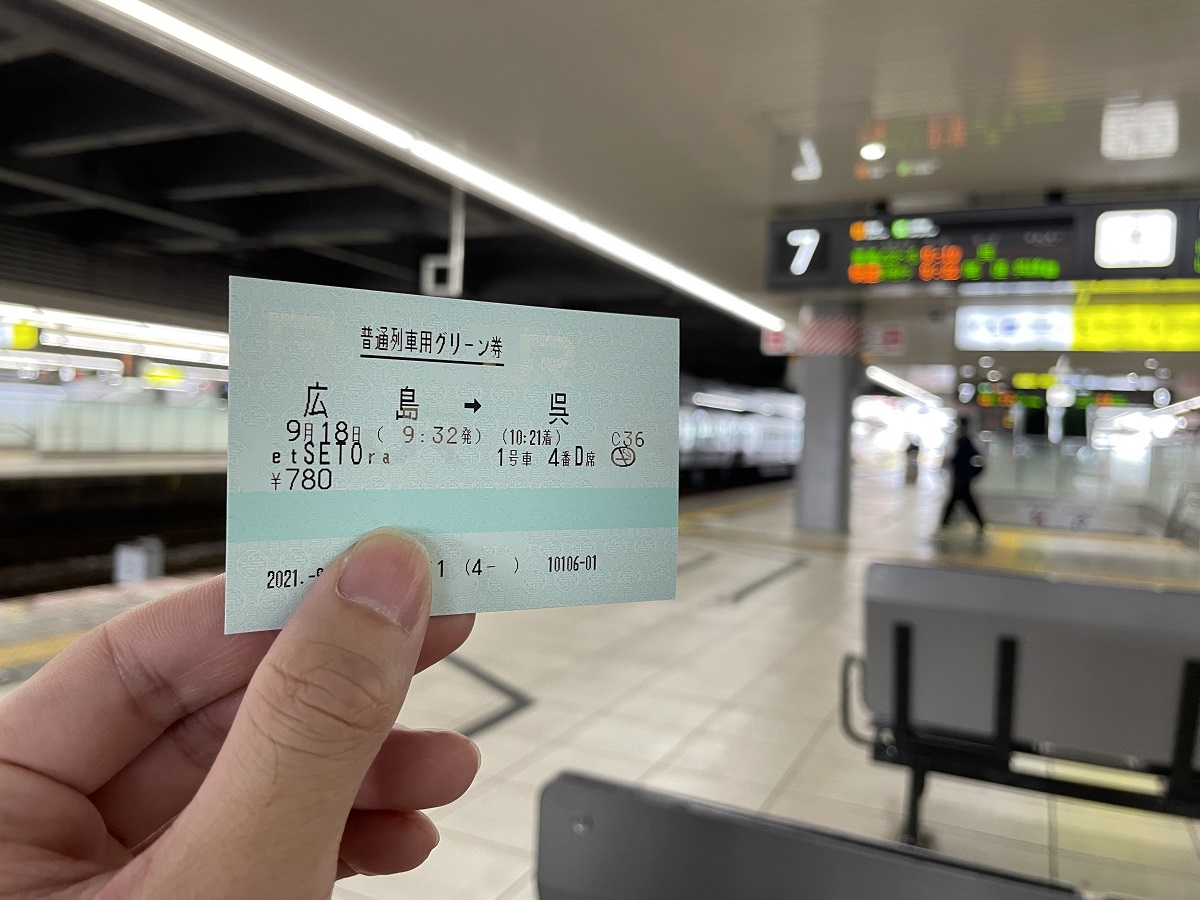 普通列車用グリーン券
広 島 → 呉
9月18日 ( 9:32発) (10:21着) C36
etSETOra 1号車 4番D席
¥780
2021.- 1 (4- ) 10106-01
7